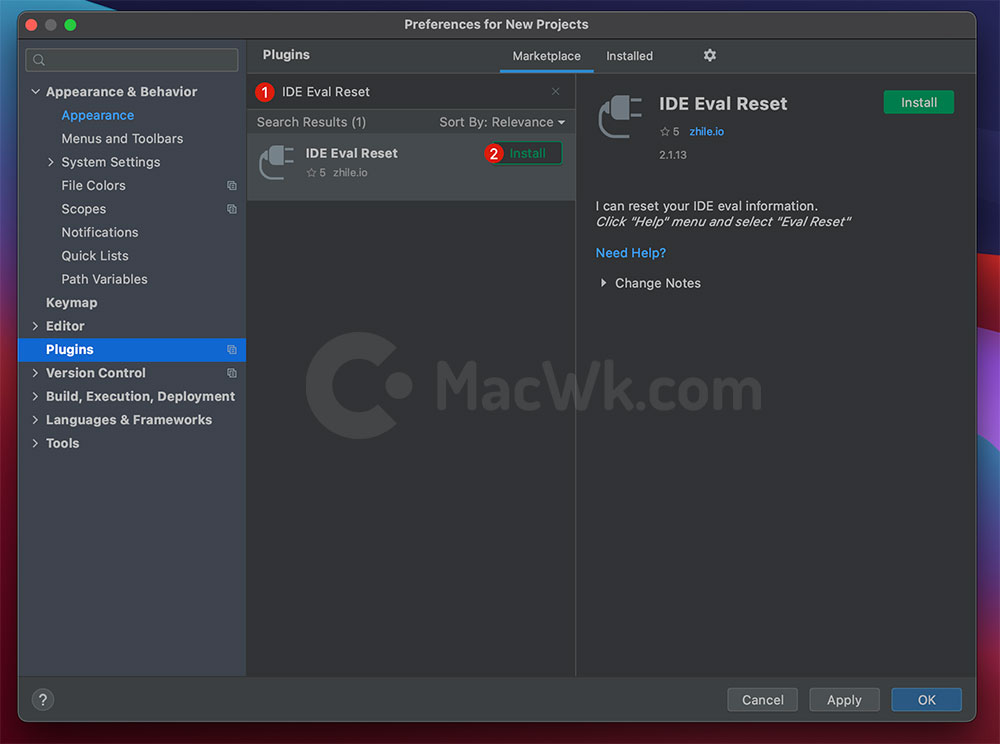 Preferences for New Projects
Plugins
Marketplace
Installed
Appearance & Behavior
Appearance
Menus and Toolbars
System Settings
File Colors
Scopes
Notifications
Quick Lists
Path Variables
Keymap
Editor
Plugins
Version Control
Build, Execution, Deployment
Languages & Frameworks
Tools
1 IDE Eval Reset
Search Results (1) Sort By: Relevance
IDE Eval Reset
2 Install
5 zhile.io
IDE Eval Reset
Install
5 zhile.io
2.1.13
I can reset your IDE eval information.
Click "Help" menu and select "Eval Reset"
Need Help?
Change Notes
MacWk.com
?
Cancel
Apply
OK